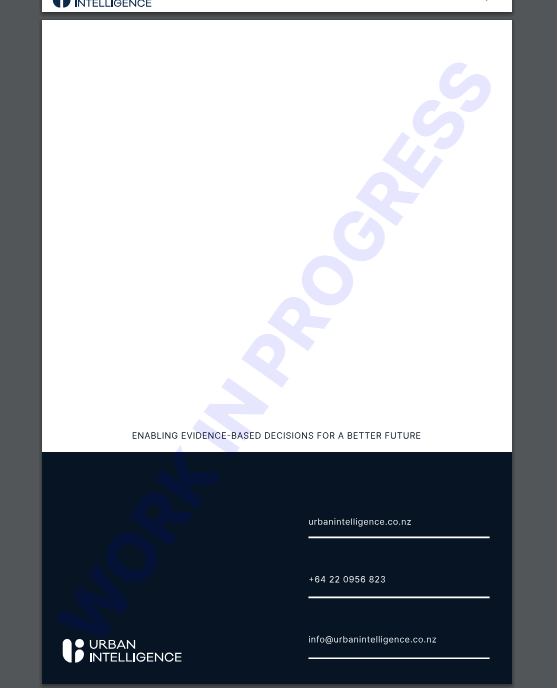 INTELLIGENCE
WORK IN PROGRESS
ENABLING EVIDENCE-BASED DECISIONS FOR A BETTER FUTURE
urbanintelligence.co.nz
+64 22 0956 823
info@urbanintelligence.co.nz
URBAN
INTELLIGENCE